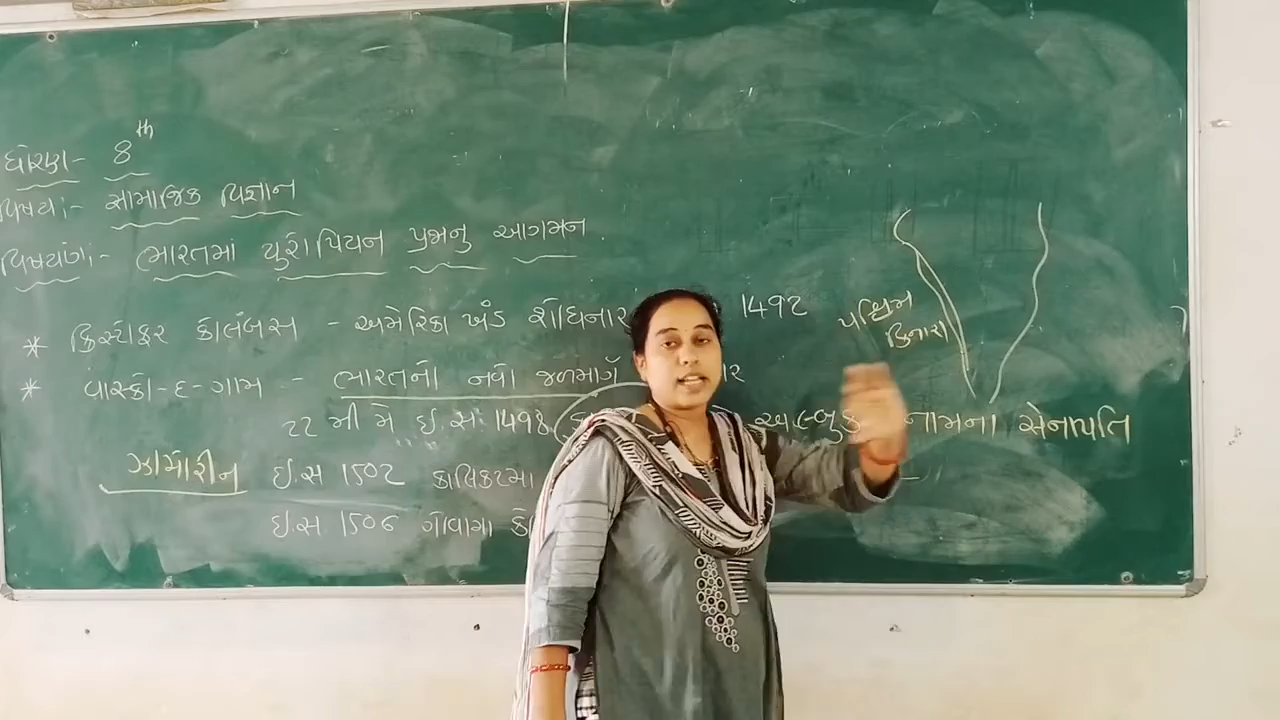 ધોરણ - 8th
વિષય :- સામાજિક વિજ્ઞાન
વિષયાંગ :- ભારતમાં યુરોપિયન પ્રજાનુ આગમન.
* ક્રિસ્ટોફર કોલંબસ - અમેરિકા ખંડ શોધનાર 1492
* વાસ્કો-દ-ગામા - ભારતનો નવો જળમાર્ગ
22 મી મે ઈ.સ. 1498 નામના સેનાપતિ
ઝામોરીન ઈ.સ 1502 કાલિકટમા
ઈ.સ 1506 ગોવામા
પશ્ચિમ
કિનારો